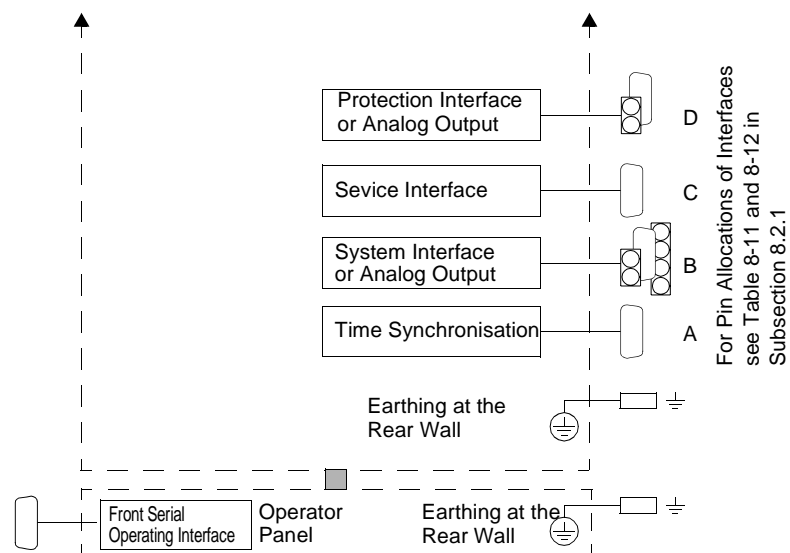 Protection Interface
or Analog Output
D
Sevice Interface
C
System Interface
or Analog Output
B
Time Synchronisation
A
For Pin Allocations of Interfaces
see Table 8-11 and 8-12 in
Subsection 8.2.1
Earthing at the
Rear Wall
Front Serial
Operating Interface
Operator
Panel
Earthing at the
Rear Wall